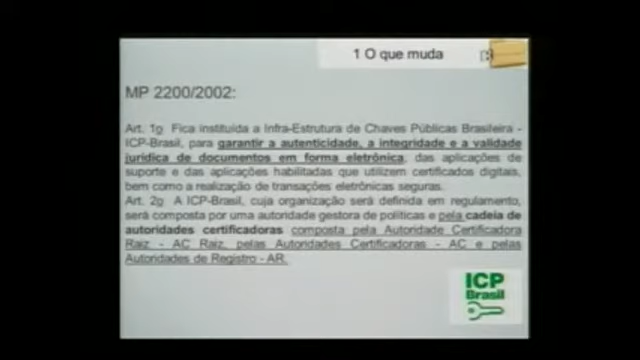 1 O que muda
MP 2200/2002:
Art. 1o Fica instituída a Infra-Estrutura de Chaves Públicas Brasileira -
ICP-Brasil, para garantir a autenticidade, a integridade e a validade
jurídica de documentos em forma eletrônica, das aplicações de
suporte e das aplicações habilitadas que utilizem certificados digitais,
bem como a realização de transações eletrônicas seguras.
Art. 2o A ICP-Brasil, cuja organização será definida em regulamento,
será composta por uma autoridade gestora de políticas e pela cadeia de
autoridades certificadoras composta pela Autoridade Certificadora
Raiz - AC Raiz, pelas Autoridades Certificadoras - AC e pelas
Autoridades de Registro - AR.
ICP
Brasil